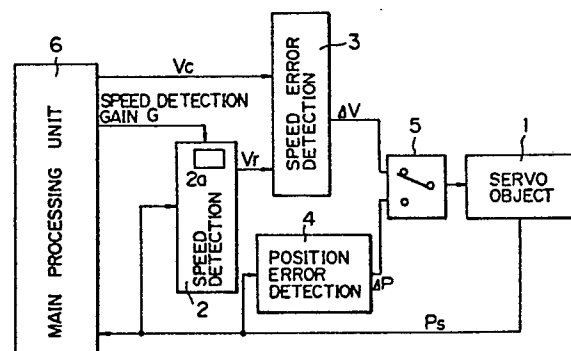 6
MAIN PROCESSING UNIT
Vc
SPEED DETECTION
GAIN G
2a
SPEED
DETECTION
2
Vr
3
SPEED ERROR
DETECTION
ΔV
4
POSITION
ERROR
DETECTION
ΔP
5
1
SERVO
OBJECT
Ps